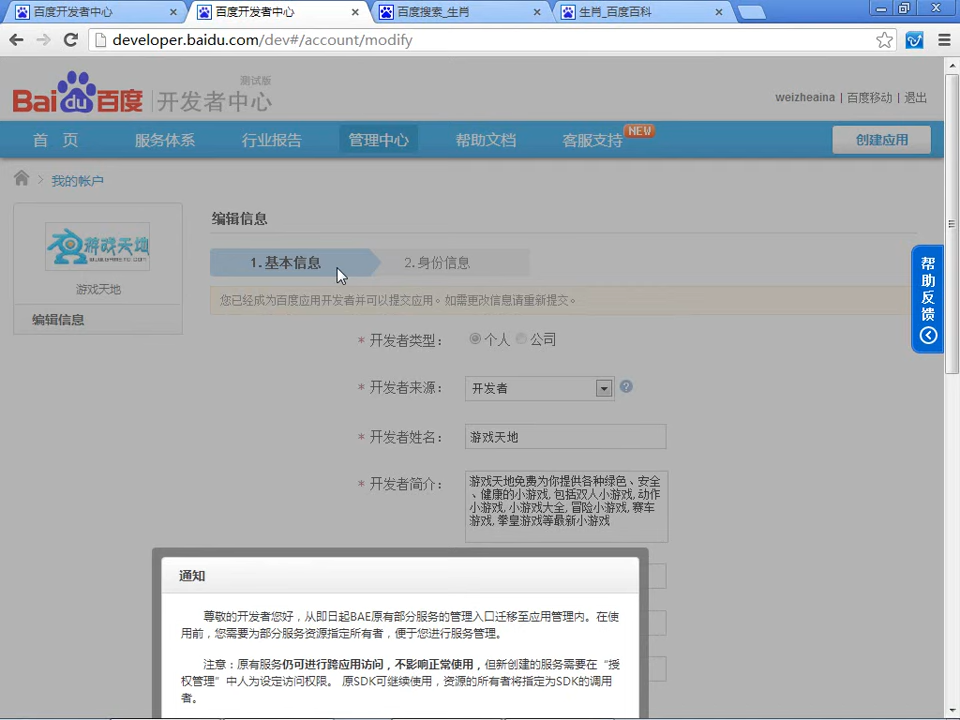 百度开发者中心
百度开发者中心
百度搜索_生肖
生肖_百度百科
developer.baidu.com/dev#/account/modify
Bai du 百度 开发者中心 测试版
weizheaina | 百度移动 | 退出
首 页 服务体系 行业报告 管理中心 帮助文档 客服支持 NEW 创建应用
我的帐户
游戏天地
游戏天地
编辑信息
编辑信息
1.基本信息 2.身份信息
您已经成为百度应用开发者并可以提交应用。如需更改信息请重新提交。
* 开发者类型: 个人 公司
* 开发者来源: 开发者
* 开发者姓名: 游戏天地
* 开发者简介: 游戏天地免费为你提供各种绿色、安全
、健康的小游戏, 包括双人小游戏, 动作
小游戏, 小游戏大全, 冒险小游戏, 赛车
游戏, 拳皇游戏等最新小游戏
帮助反馈
通知
尊敬的开发者您好，从即日起BAE原有部分服务的管理入口迁移至应用管理内。在使
用前，您需要为部分服务资源指定所有者，便于您进行服务管理。
注意：原有服务仍可进行跨应用访问，不影响正常使用，但新创建的服务需要在“授
权管理”中人为设定访问权限。 原SDK可继续使用，资源的所有者将指定为SDK的调用
者。